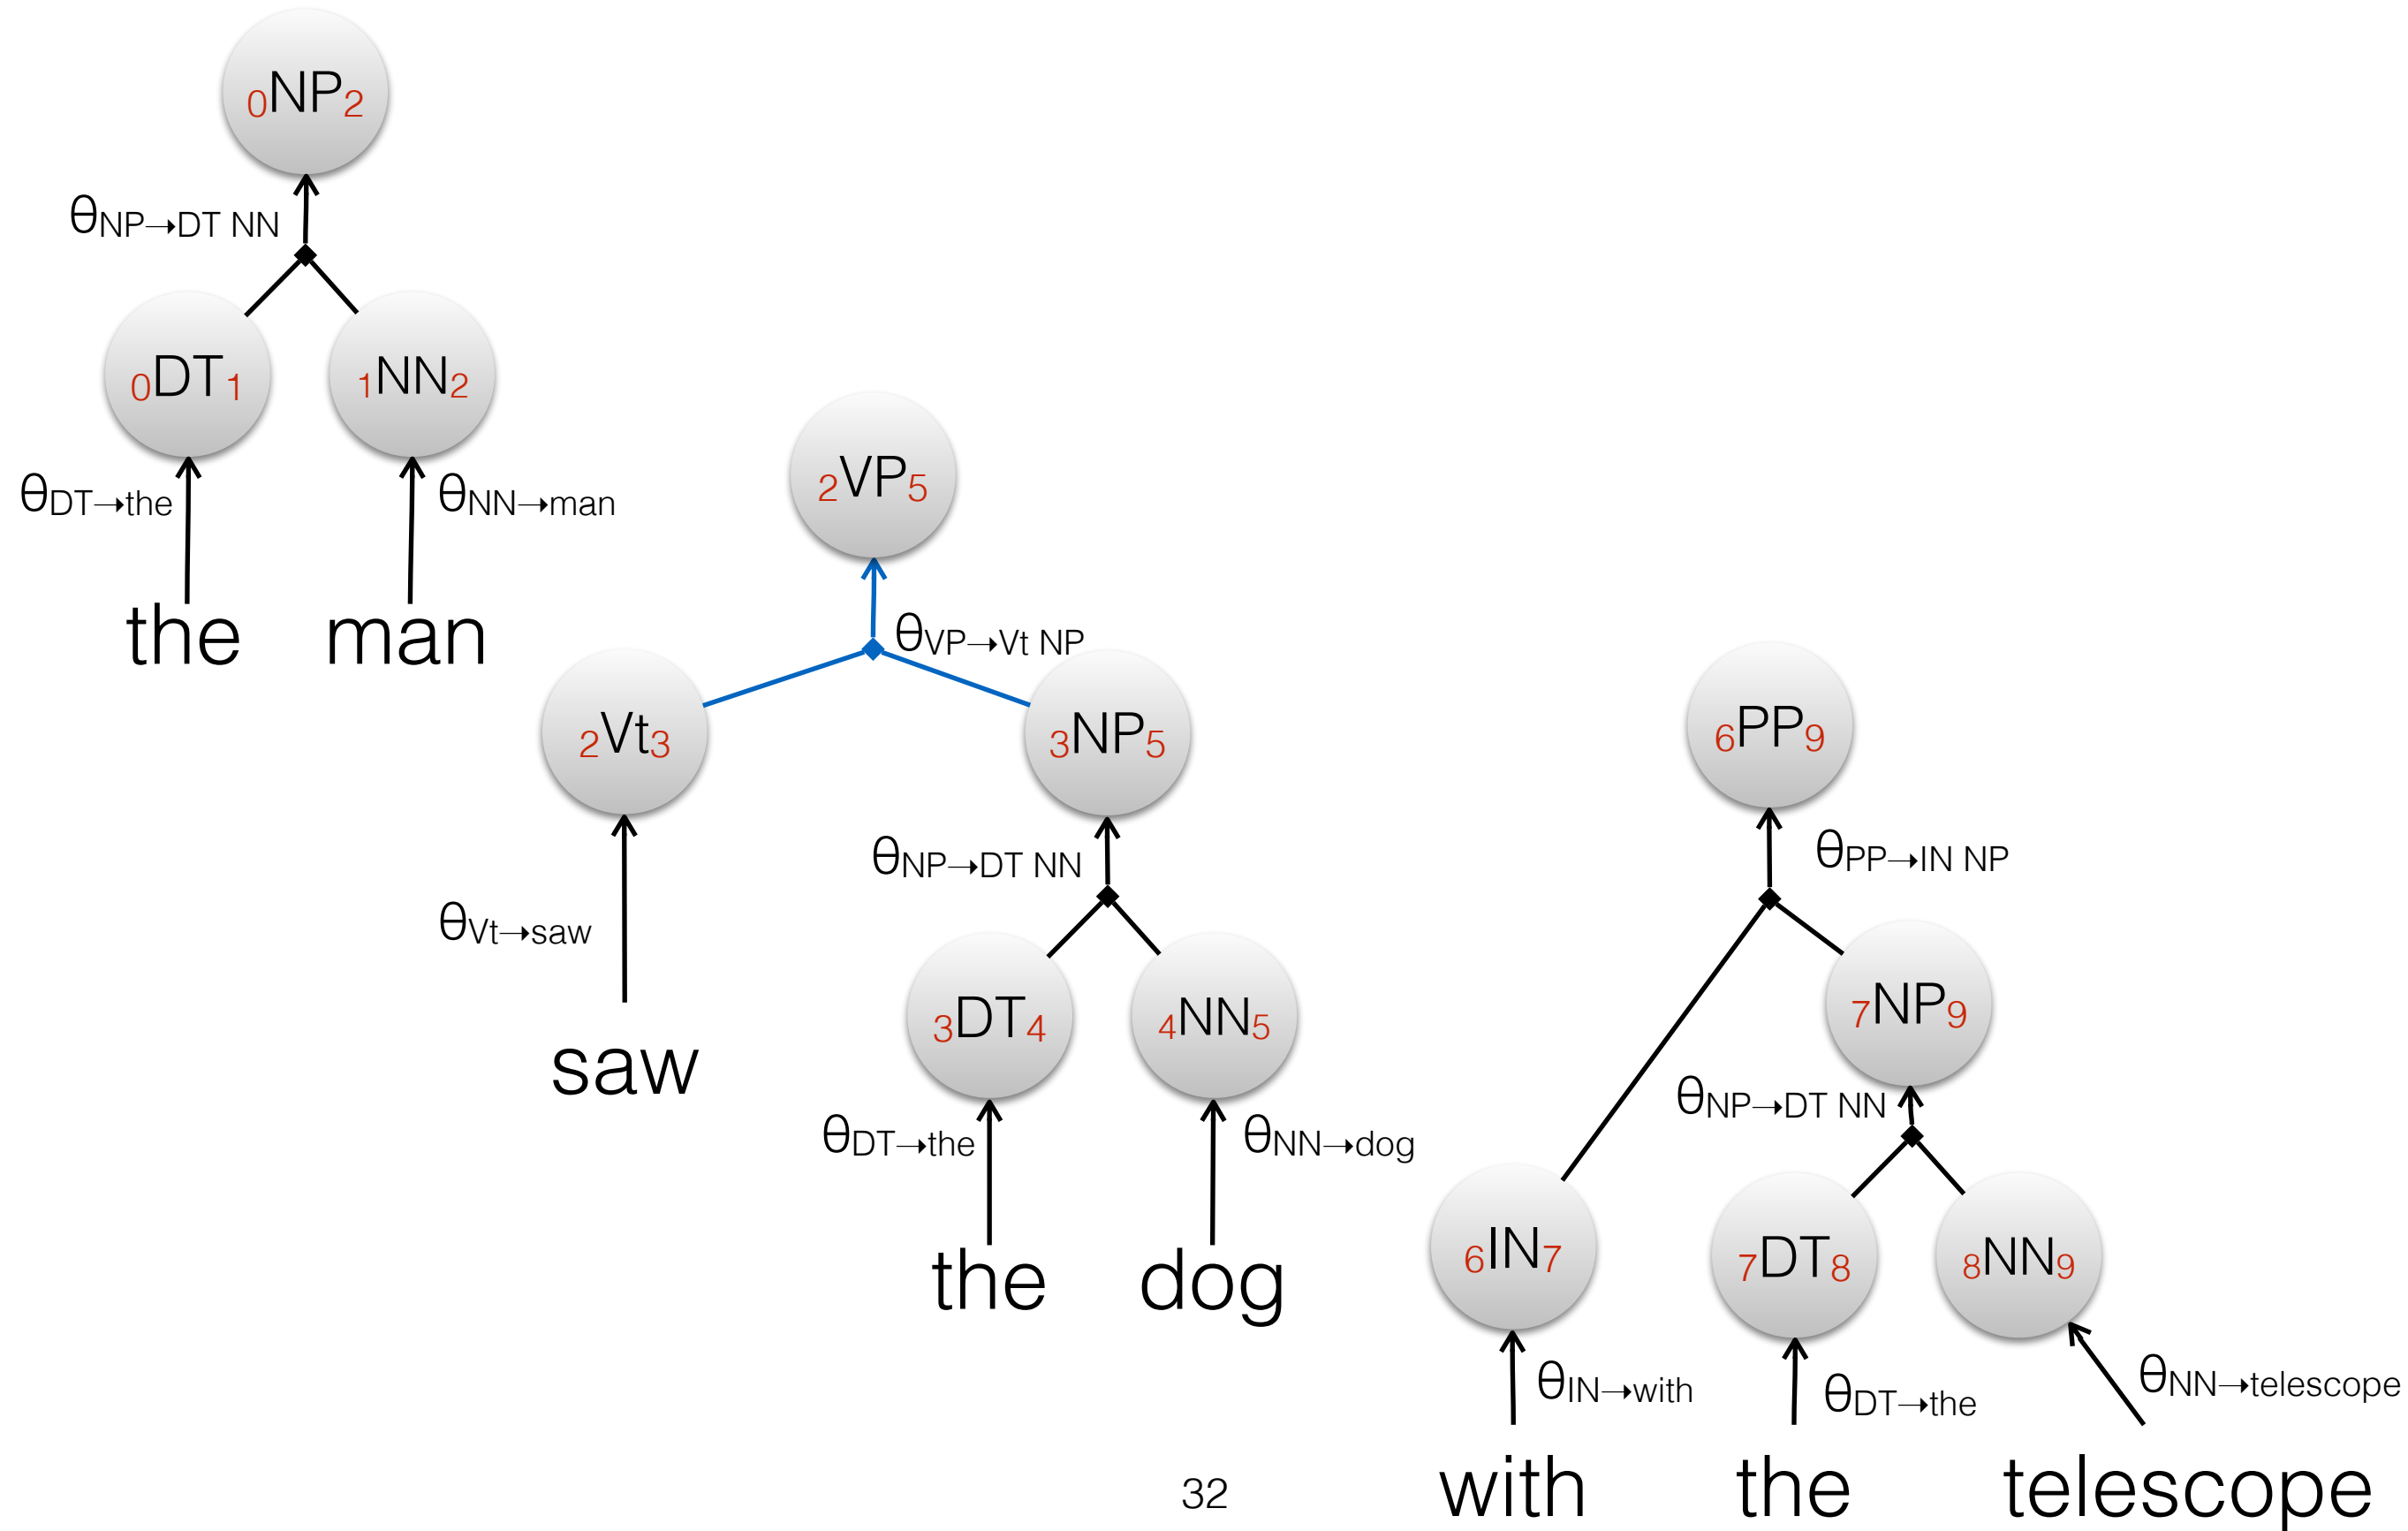 0NP2
θNP→DT NN
0DT1 1NN2
θDT→the θNN→man
the man
2VP5
θVP→Vt NP
2Vt3 3NP5
θVt→saw
saw
θNP→DT NN
3DT4 4NN5
θDT→the θNN→dog
the dog
6PP9
θPP→IN NP
7NP9
θNP→DT NN
6IN7 7DT8 8NN9
θIN→with θDT→the θNN→telescope
with the telescope
32